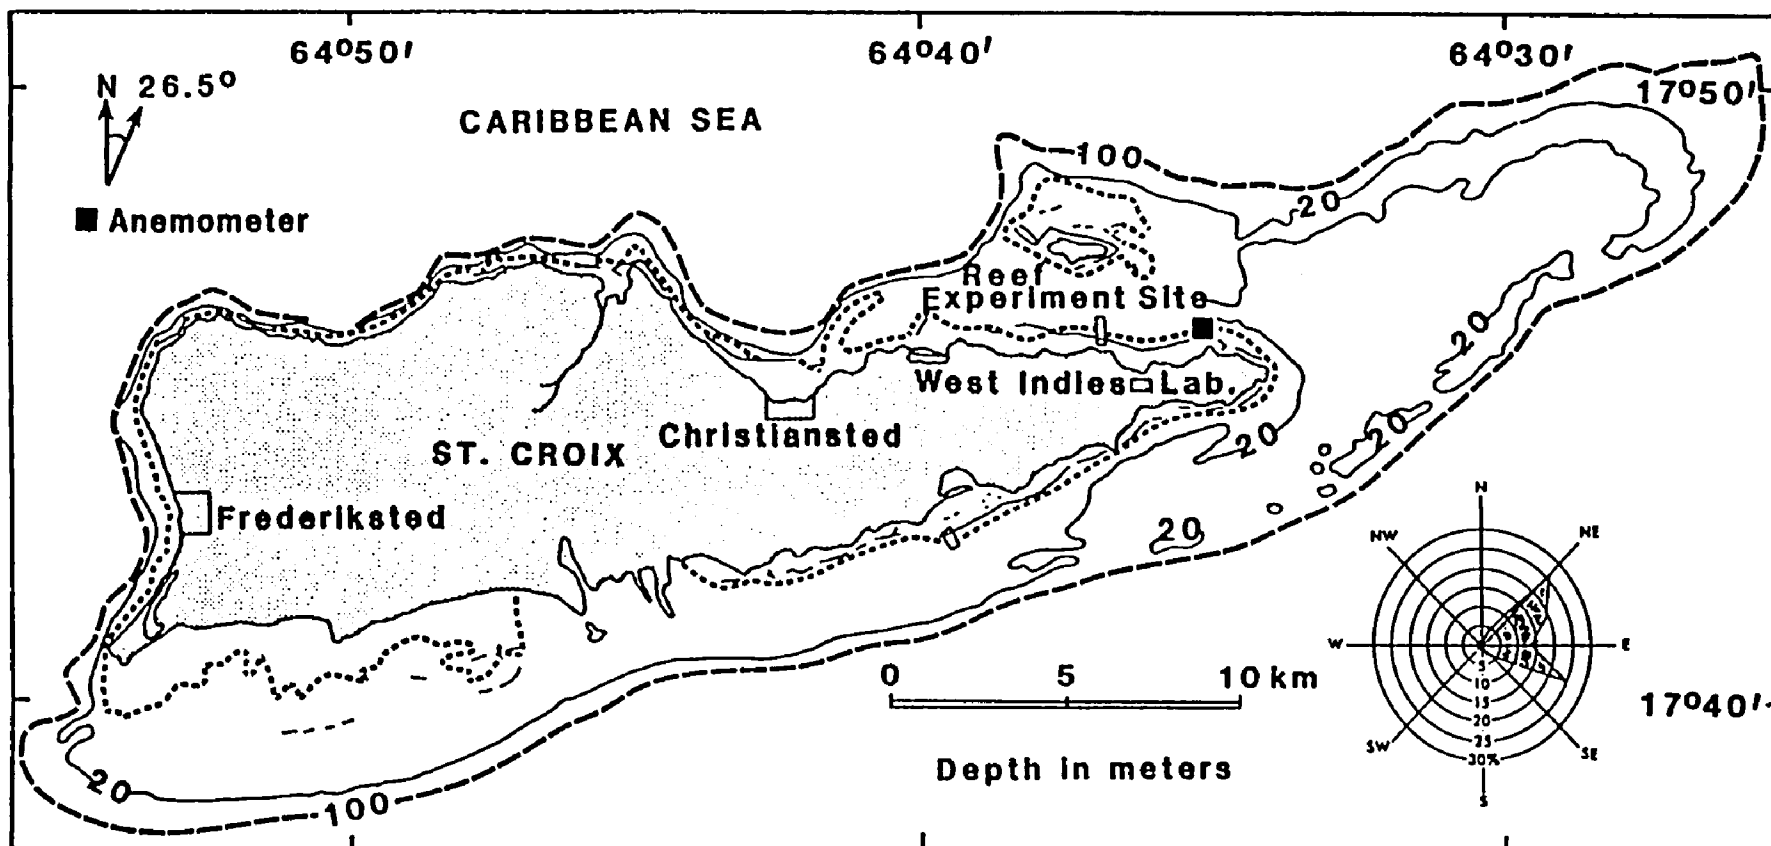 64°50' 64°40' 64°30'
N 26.5°
17°50'
CARIBBEAN SEA
100
20
Anemometer
Reef
Experiment Site
20
West Indies Lab.
20
20
Christiansted
ST. CROIX
Frederiksted
20
N
NW NE
W E
SW SE
S
5
10
15
20
25
30%
0 5 10 km
17°40'
Depth in meters
20
100